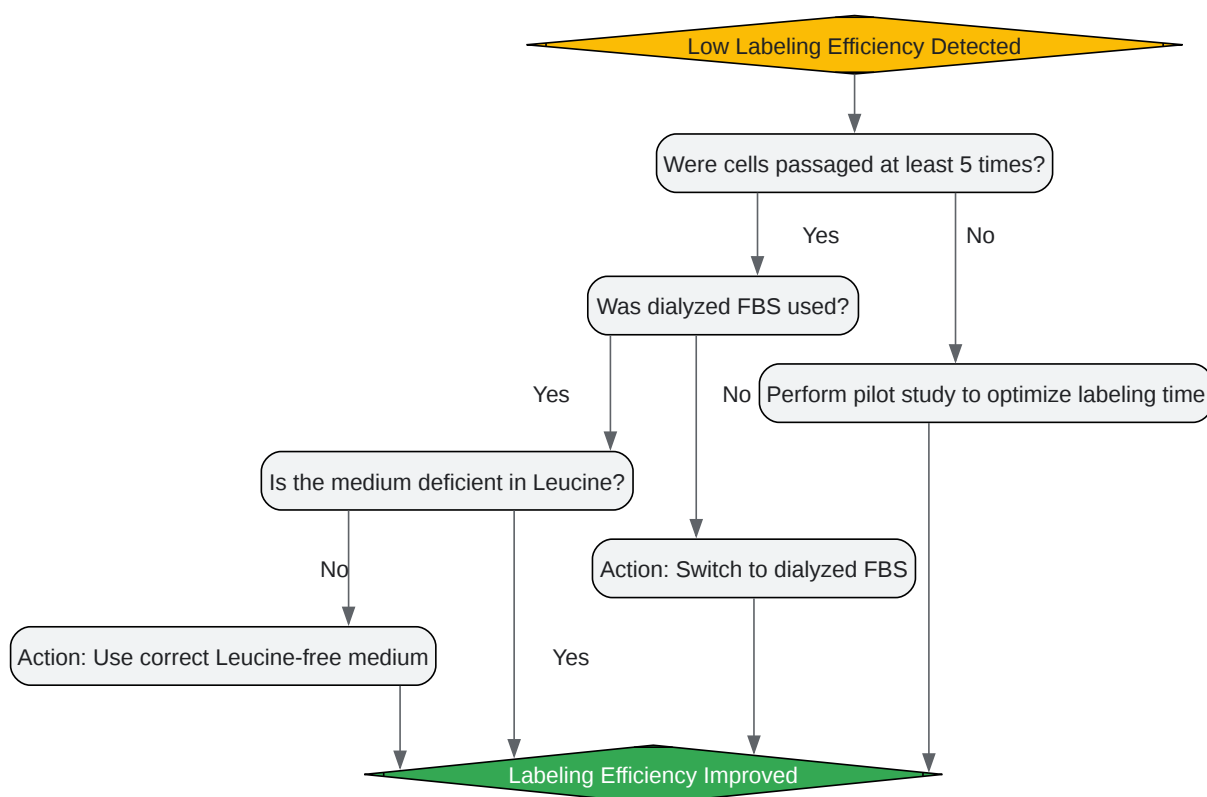 Low Labeling Efficiency Detected
Were cells passaged at least 5 times?
Yes
No
Was dialyzed FBS used?
Yes
No
Perform pilot study to optimize labeling time
Is the medium deficient in Leucine?
No
Action: Switch to dialyzed FBS
Action: Use correct Leucine-free medium
Yes
Labeling Efficiency Improved